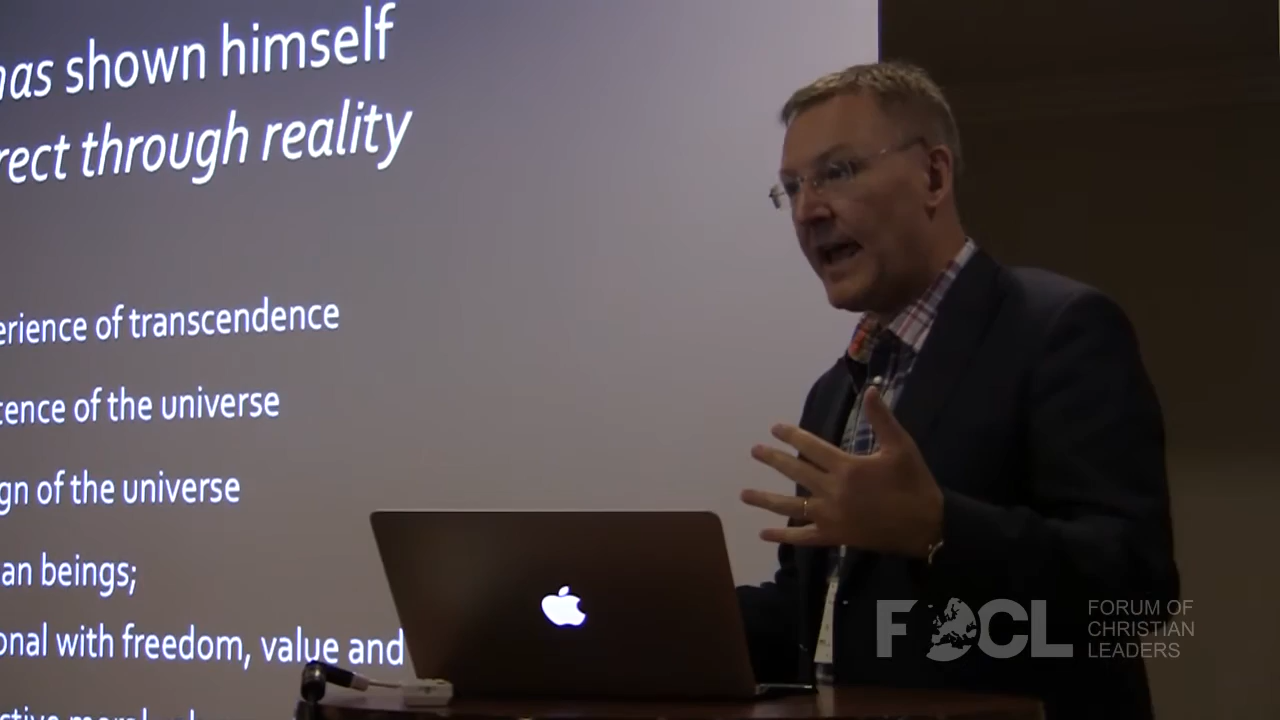 has shown himself
rect through reality
erience of transcendence
tence of the universe
gn of the universe
an beings;
onal with freedom, value and
FOCL
FORUM OF
CHRISTIAN
LEADERS